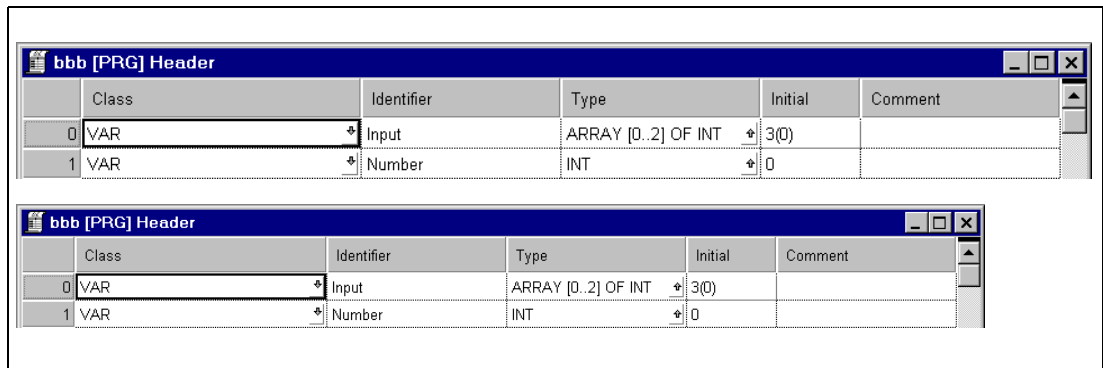 bbb [PRG] Header
Class Identifier Type Initial Comment
0 VAR Input ARRAY [0..2] OF INT 3(0)
1 VAR Number INT 0
bbb [PRG] Header
Class Identifier Type Initial Comment
0 VAR Input ARRAY [0..2] OF INT 3(0)
1 VAR Number INT 0